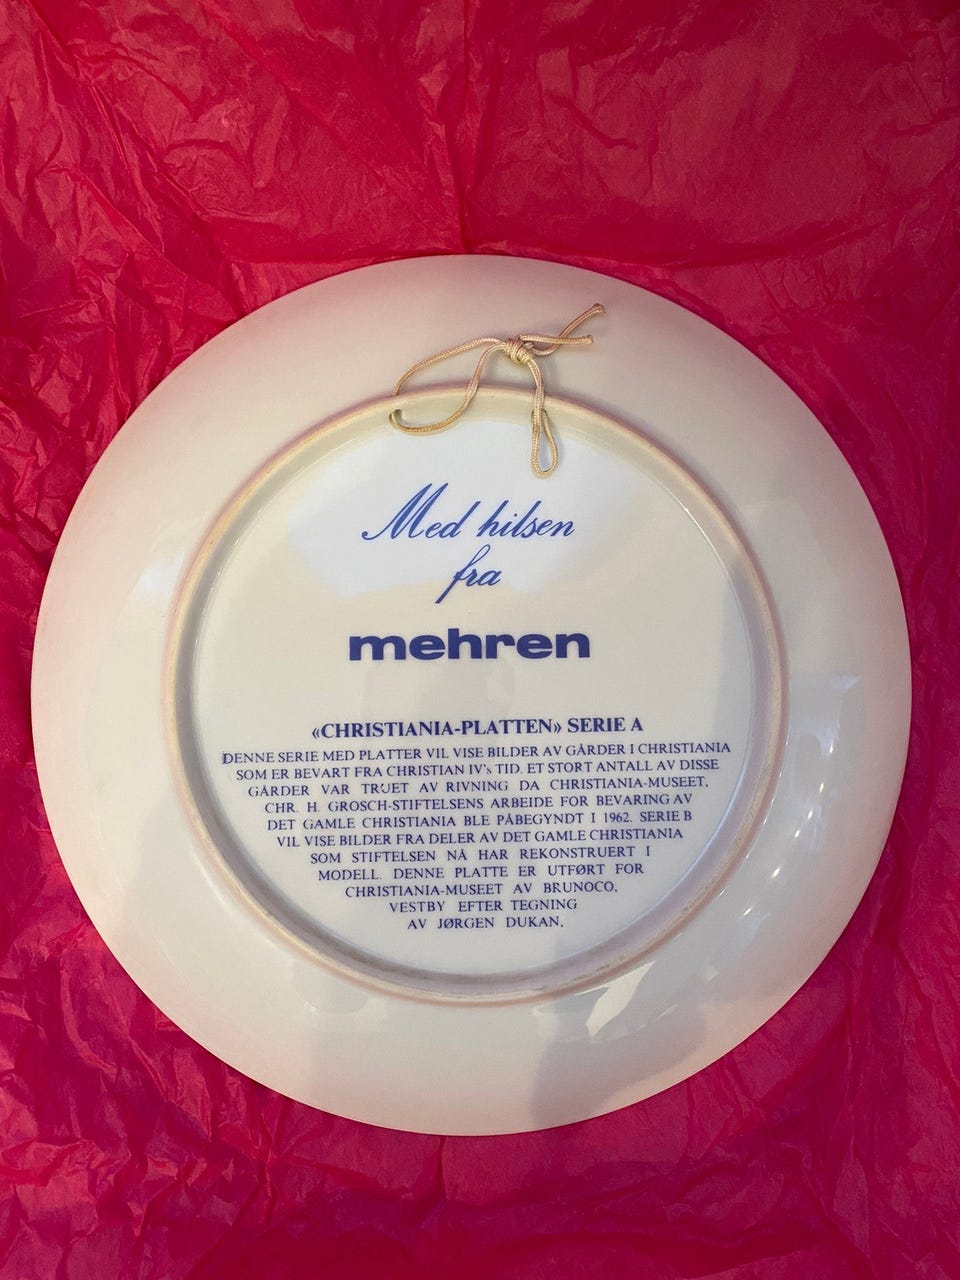 Med hilsen
fra
mehren
«CHRISTIANIA-PLATTEN» SERIE A
DENNE SERIE MED PLATTER VIL VISE BILDER AV GÅRDER I CHRISTIANIA
SOM ER BEVART FRA CHRISTIAN IV's TID. ET STORT ANTALL AV DISSE
GÅRDER VAR TRUET AV RIVNING DA CHRISTIANIA-MUSEET,
CHR. H. GROSCH-STIFTELSENS ARBEIDE FOR BEVARING AV
DET GAMLE CHRISTIANIA BLE PÅBEGYNDT I 1962. SERIE B
VIL VISE BILDER FRA DELER AV DET GAMLE CHRISTIANIA
SOM STIFTELSEN NÅ HAR REKONSTRUERT I
MODELL. DENNE PLATTE ER UTFØRT FOR
CHRISTIANIA-MUSEET AV BRUNOCO,
VESTBY EFTER TEGNING
AV JØRGEN DUKAN.